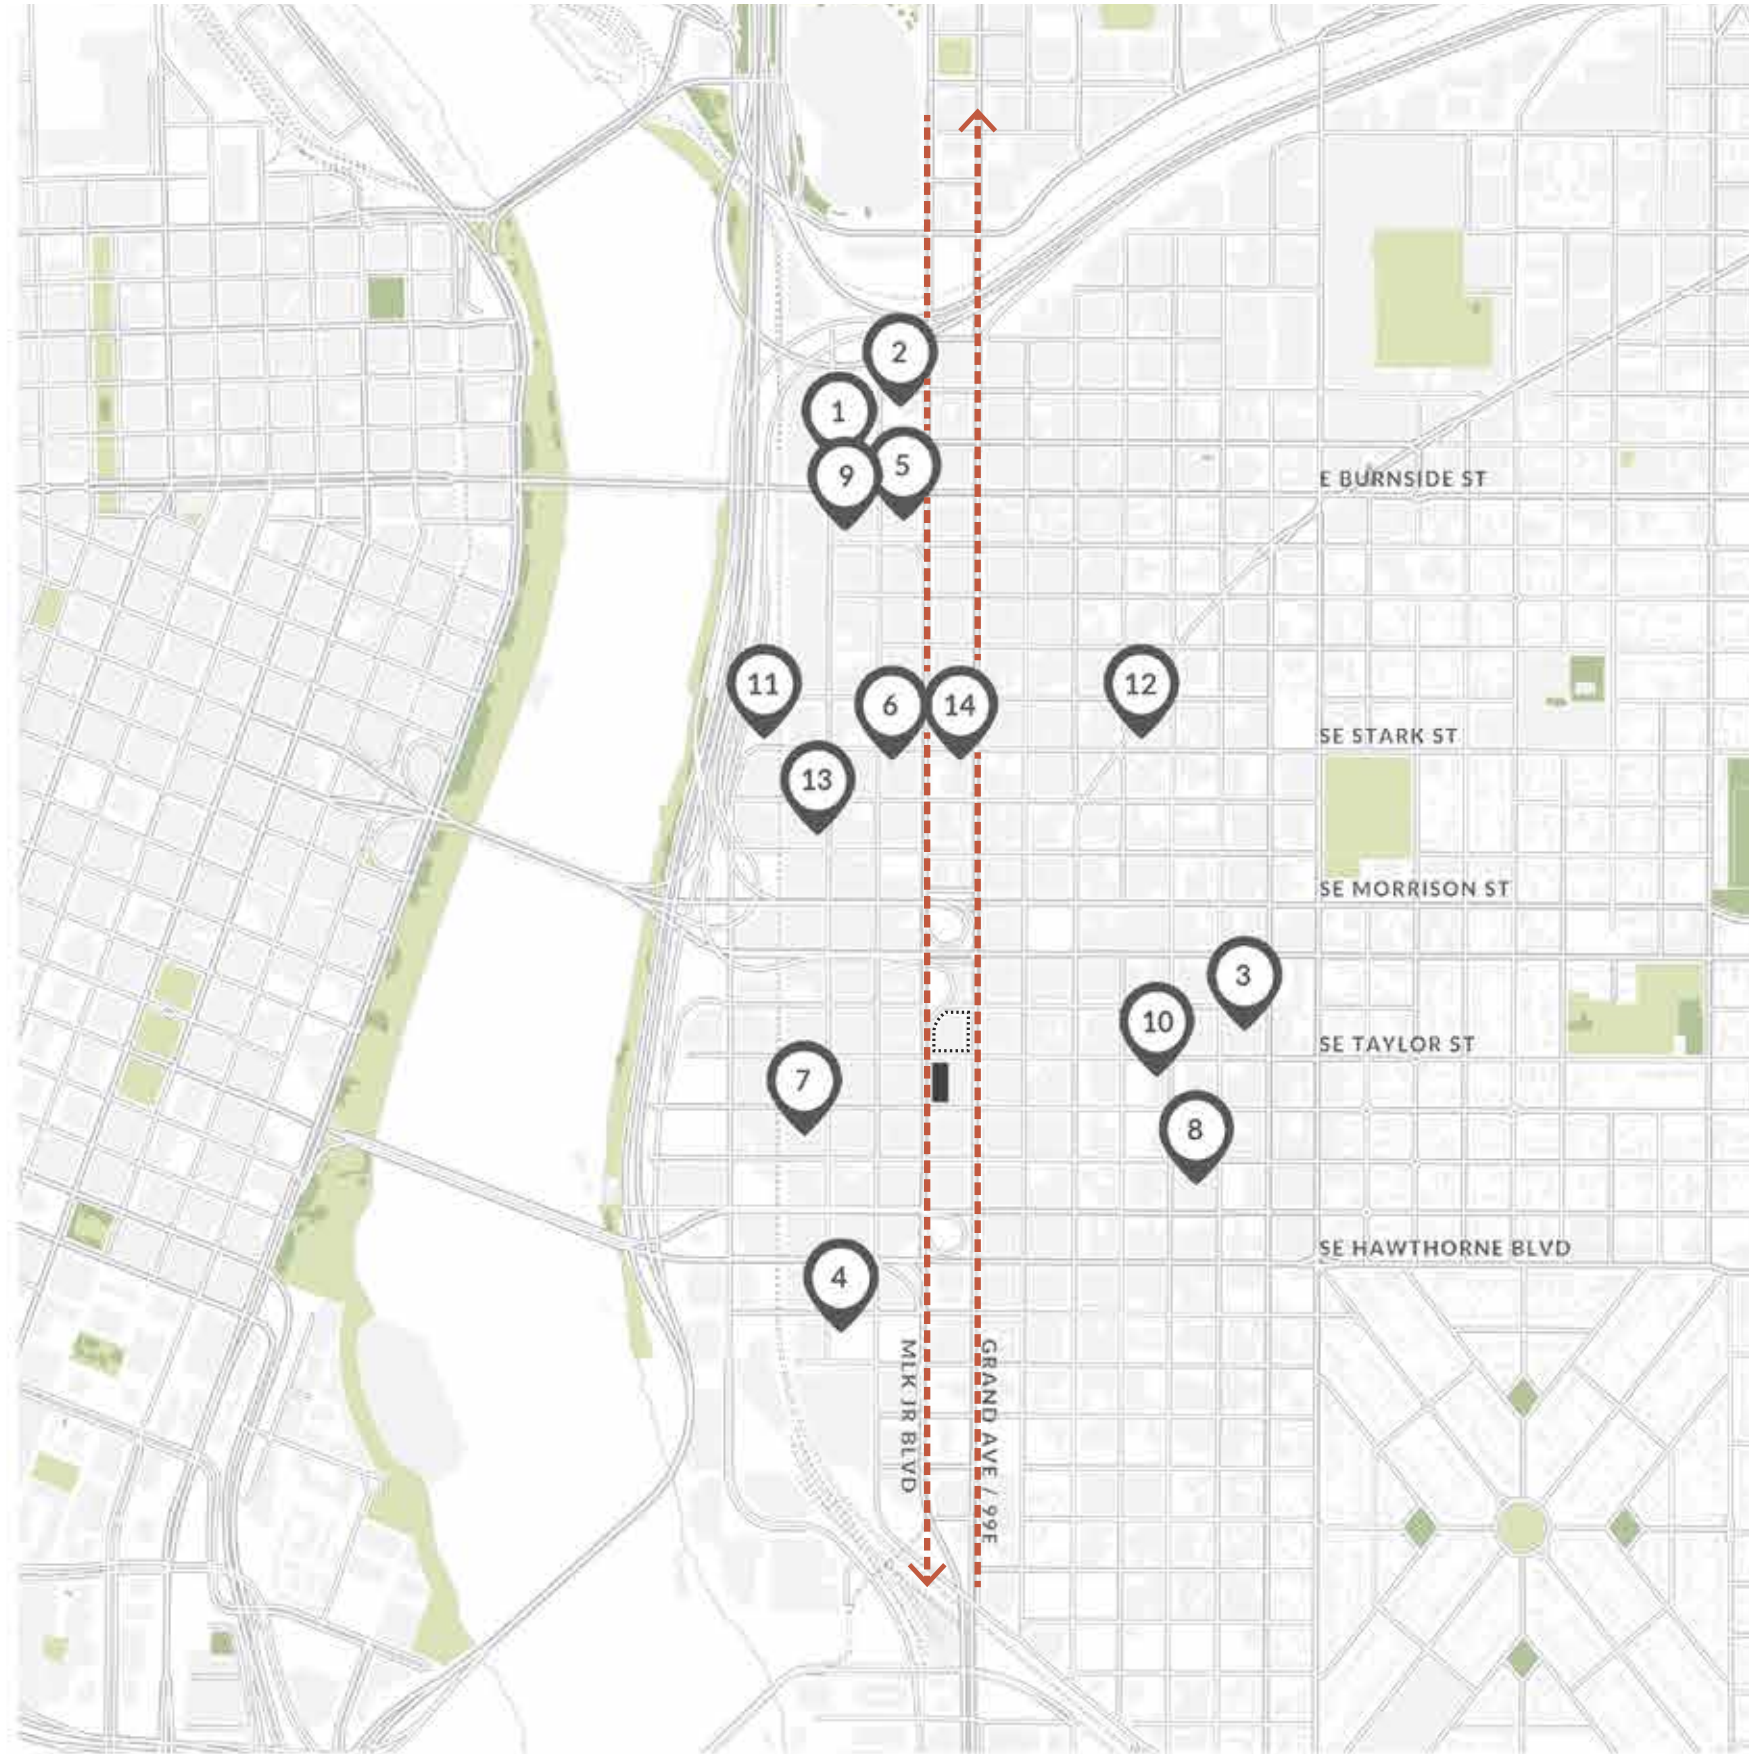 2
1
5
9
E BURNSIDE ST
11
12
6
14
SE STARK ST
13
SE MORRISON ST
3
10
SE TAYLOR ST
7
8
SE HAWTHORNE BLVD
4
MLK JR BLVD
GRAND AVE / 99E